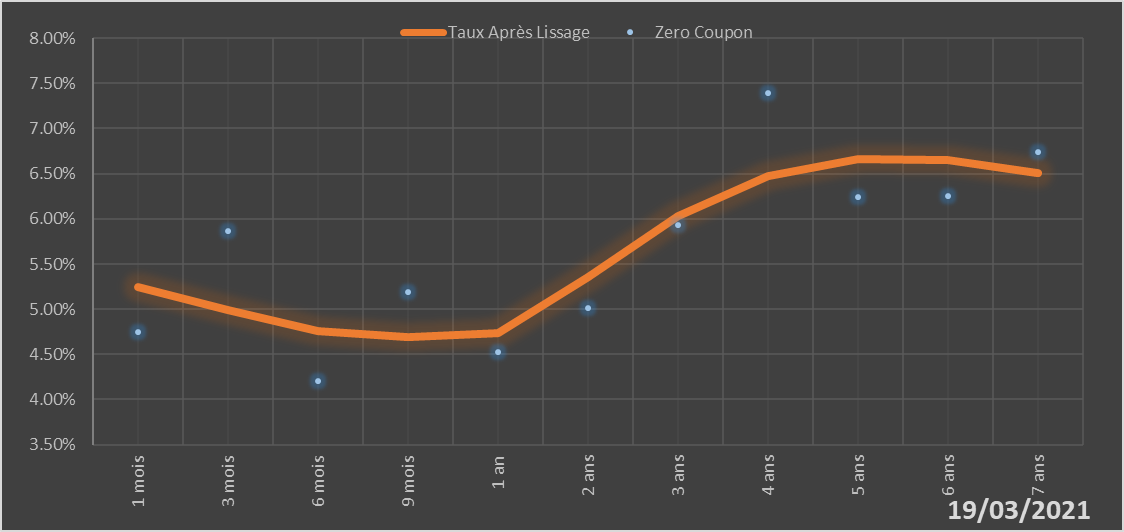 Taux Après Lissage
Zero Coupon
8.00%
7.50%
7.00%
6.50%
6.00%
5.50%
5.00%
4.50%
4.00%
3.50%
1 mois
3 mois
6 mois
9 mois
1 an
2 ans
3 ans
4 ans
5 ans
6 ans
7 ans
19/03/2021